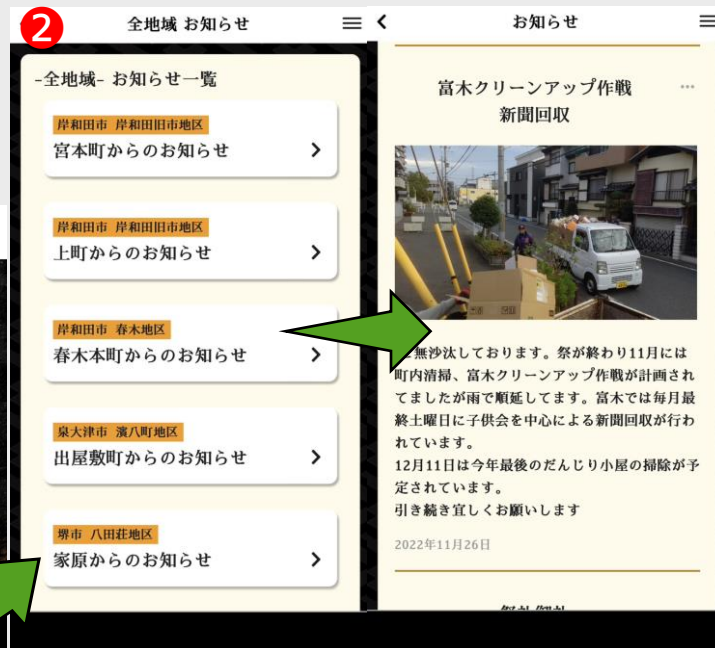 2
全地域 お知らせ
-全地域- お知らせ一覧
岸和田市 岸和田旧市地区
宮本町からのお知らせ
岸和田市 岸和田旧市地区
上町からのお知らせ
岸和田市 春木地区
春木本町からのお知らせ
泉大津市 濱八町地区
出屋敷町からのお知らせ
堺市 八田荘地区
家原からのお知らせ
お知らせ
富木クリーンアップ作戦
新聞回収
無沙汰しております。祭が終わり11月には
町内清掃、富木クリーンアップ作戦が計画され
てましたが雨で順延してます。富木では毎月最
終土曜日に子供会を中心による新聞回収が行わ
れています。
12月11日は今年最後のだんじり小屋の掃除が予
定されています。
引き続き宜しくお願いします
2022年11月26日